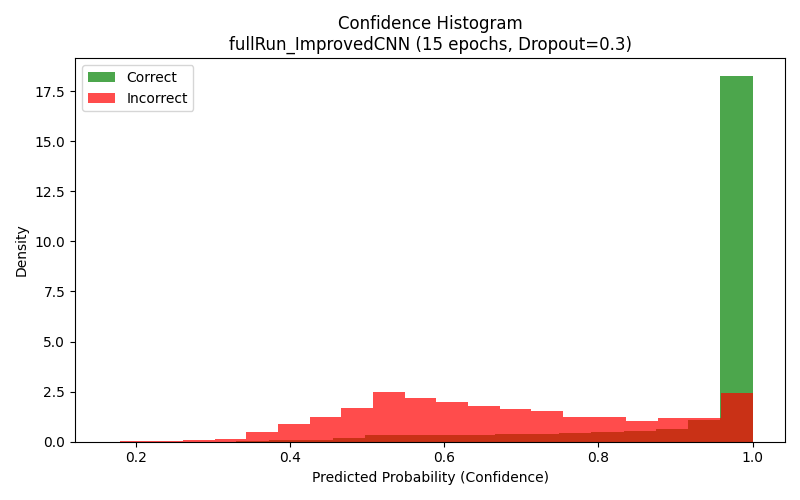 Confidence Histogram
fullRun_ImprovedCNN (15 epochs, Dropout=0.3)
Correct
Incorrect
17.5
15.0
12.5
10.0
7.5
5.0
2.5
0.0
Density
0.2
0.4
0.6
0.8
1.0
Predicted Probability (Confidence)